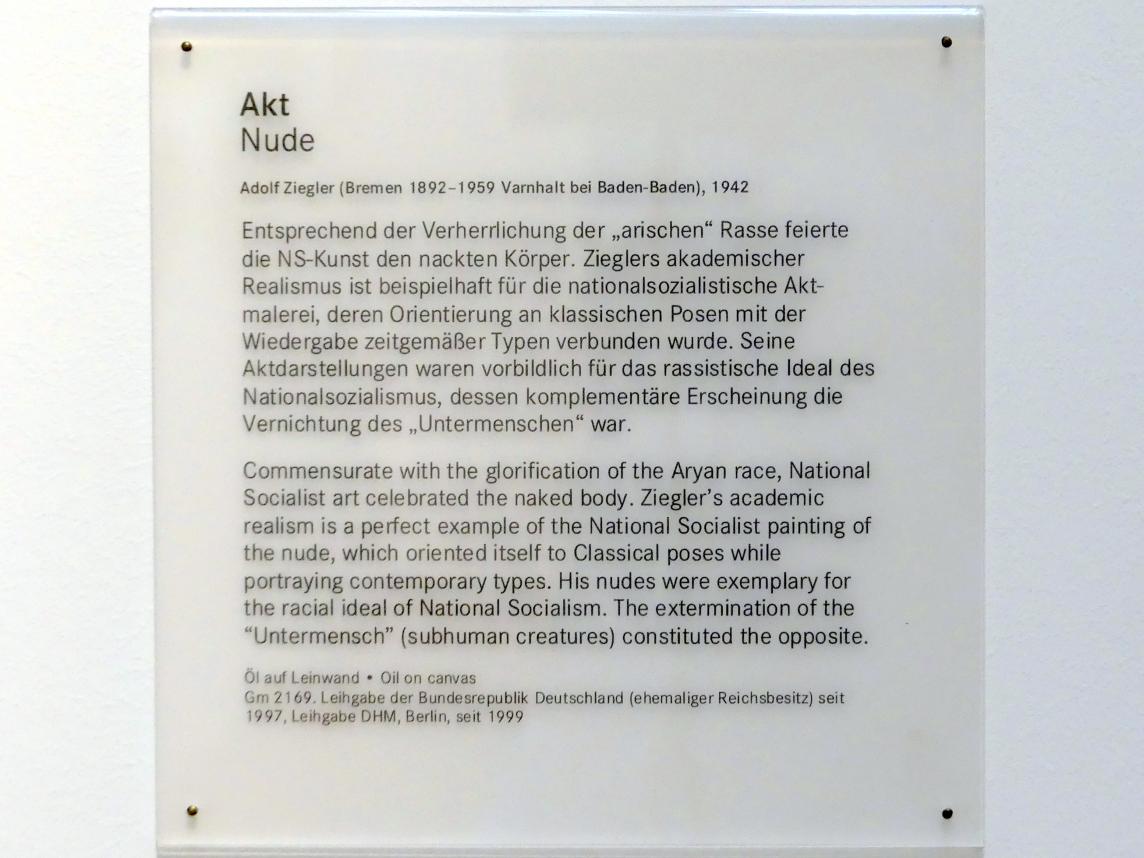 Akt
Nude
Adolf Ziegler (Bremen 1892–1959 Varnhalt bei Baden-Baden), 1942
Entsprechend der Verherrlichung der „arischen“ Rasse feierte
die NS-Kunst den nackten Körper. Zieglers akademischer
Realismus ist beispielhaft für die nationalsozialistische Akt-
malerei, deren Orientierung an klassischen Posen mit der
Wiedergabe zeitgemäßer Typen verbunden wurde. Seine
Aktdarstellungen waren vorbildlich für das rassistische Ideal des
Nationalsozialismus, dessen komplementäre Erscheinung die
Vernichtung des „Untermenschen“ war.
Commensurate with the glorification of the Aryan race, National
Socialist art celebrated the naked body. Ziegler’s academic
realism is a perfect example of the National Socialist painting of
the nude, which oriented itself to Classical poses while
portraying contemporary types. His nudes were exemplary for
the racial ideal of National Socialism. The extermination of the
“Untermensch” (subhuman creatures) constituted the opposite.
Öl auf Leinwand • Oil on canvas
Gm 2169. Leihgabe der Bundesrepublik Deutschland (ehemaliger Reichsbesitz) seit
1997, Leihgabe DHM, Berlin, seit 1999